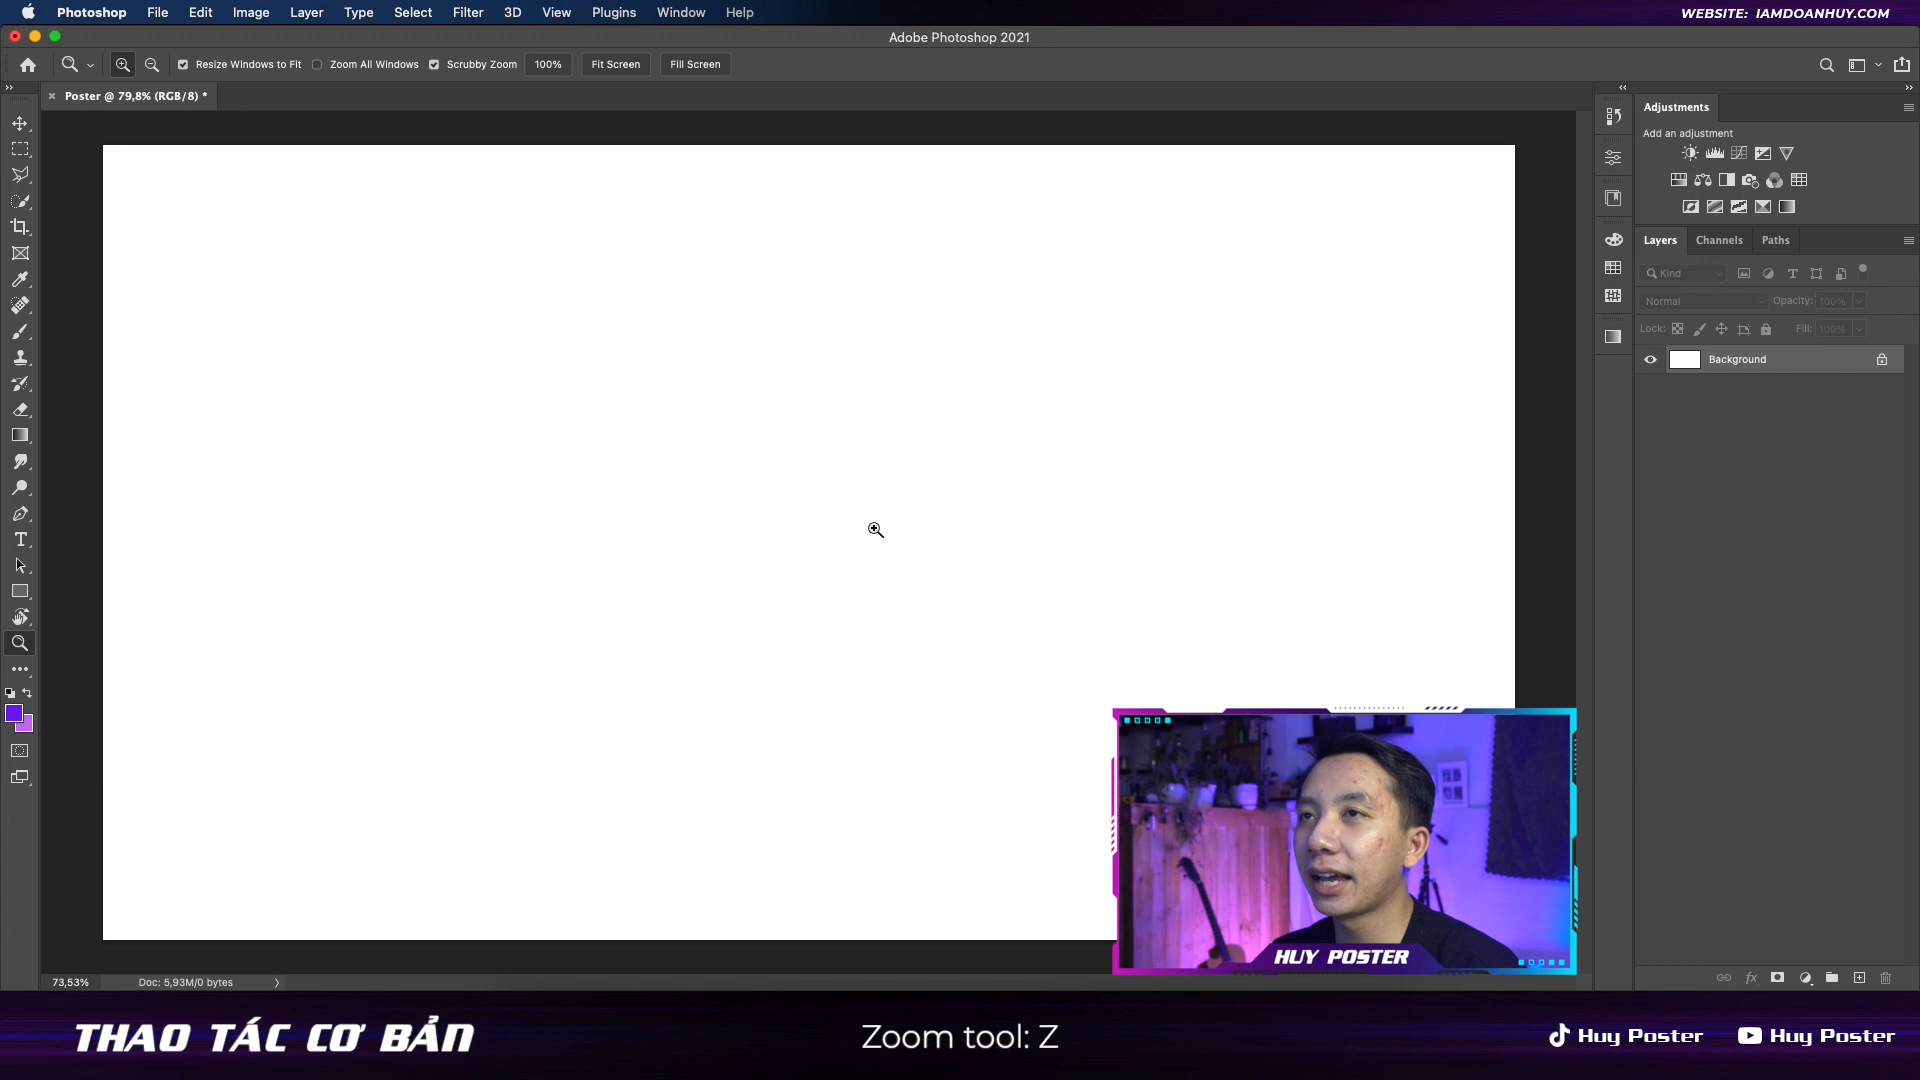 Photoshop File Edit Image Layer Type Select Filter 3D View Plugins Window Help
WEBSITE: IAMDOANHUY.COM
Adobe Photoshop 2021
Resize Windows to Fit Zoom All Windows Scrubby Zoom 100% Fit Screen Fill Screen
Poster @ 79,8% (RGB/8) *
Adjustments
Add an adjustment
Layers Channels Paths
Kind
Normal Opacity: 100%
Lock: Fill: 100%
Background
HUY POSTER
73,53% Doc: 5,93M/0 bytes
THAO TÁC CƠ BẢN
Zoom tool: Z
Huy Poster Huy Poster